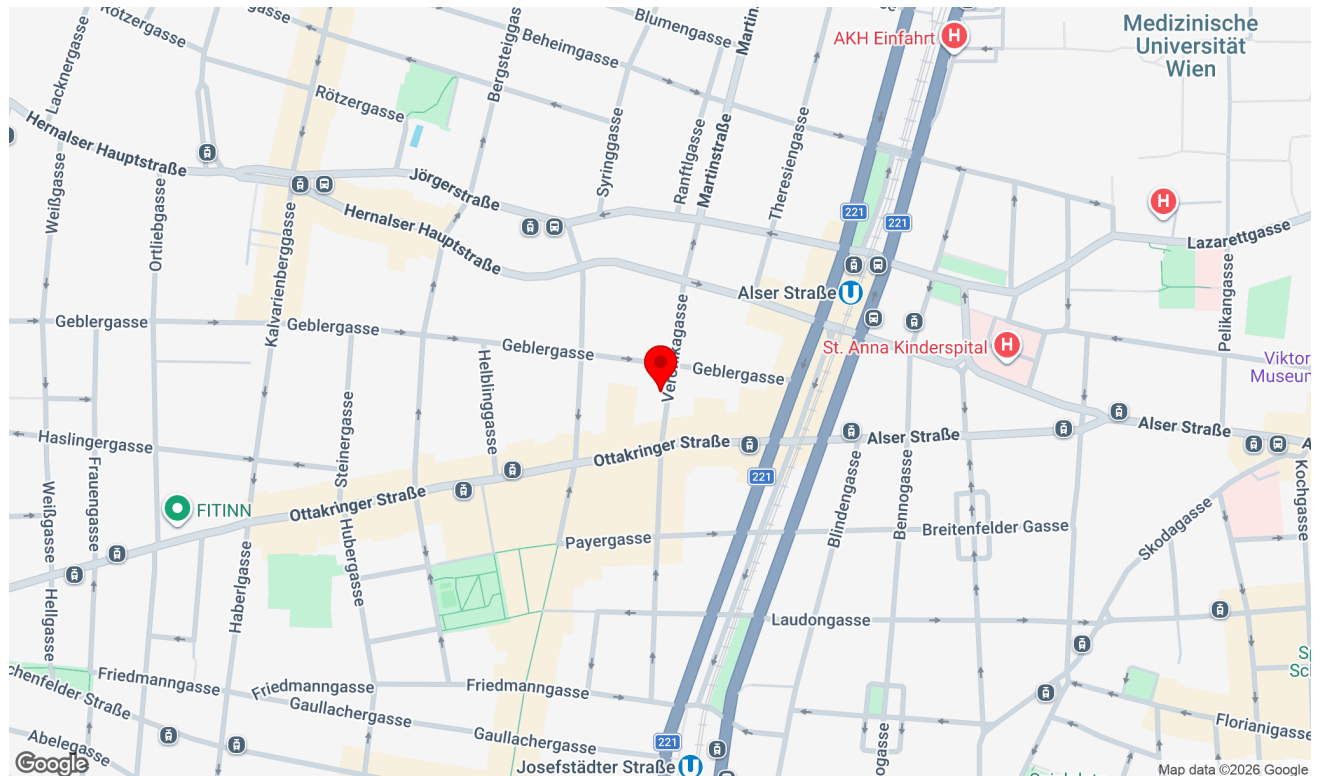 Rötzergasse
Bergsteiggasse
Blumengasse
Beheimgasse
AKH Einfahrt
H
Medizinische
Universität
Wien
Lacknergasse
Rötzergasse
Hernalser Hauptstraße
Syringgasse
Ranftlgasse
Martinstraße
Theresiengasse
Weißgasse
Ortliebgasse
Jörgerstraße
Hernalser Hauptstraße
221
221
H
Lazarettgasse
Pelikangasse
Kalvarienberggasse
Alser Straße
U
Geblergasse
Geblergasse
Geblergasse
Geblergasse
St. Anna Kinderspital
H
Viktor
Museum
Helblinggasse
Steinergasse
Haslingergasse
Ottakringer Straße
Alser Straße
Alser Straße
Frauengasse
Weißgasse
FITINN
Ottakringer Straße
221
Blindengasse
Bennogasse
Kochgasse
Skodagasse
Breitenfelder Gasse
Payergasse
Hubergasse
Haberlgasse
Hellgasse
Laudongasse
Friedmanngasse
Friedmanngasse
Friedmanngasse
Gaullachergasse
Gaullachergasse
Abelegasse
Florianigasse
221
Josefstädter Straße
U
Google
Map data ©2026 Google